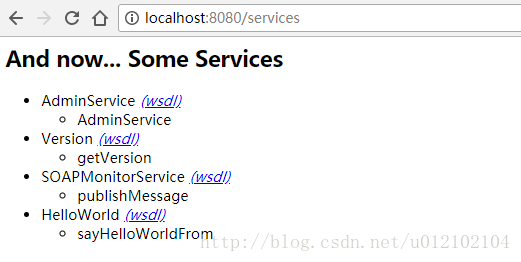 localhost:8080/services
And now... Some Services
AdminService (wsdl)
AdminService
Version (wsdl)
getVersion
SOAPMonitorService (wsdl)
publishMessage
HelloWorld (wsdl)
sayHelloWorldFrom
http://blog.csdn.net/u012102104